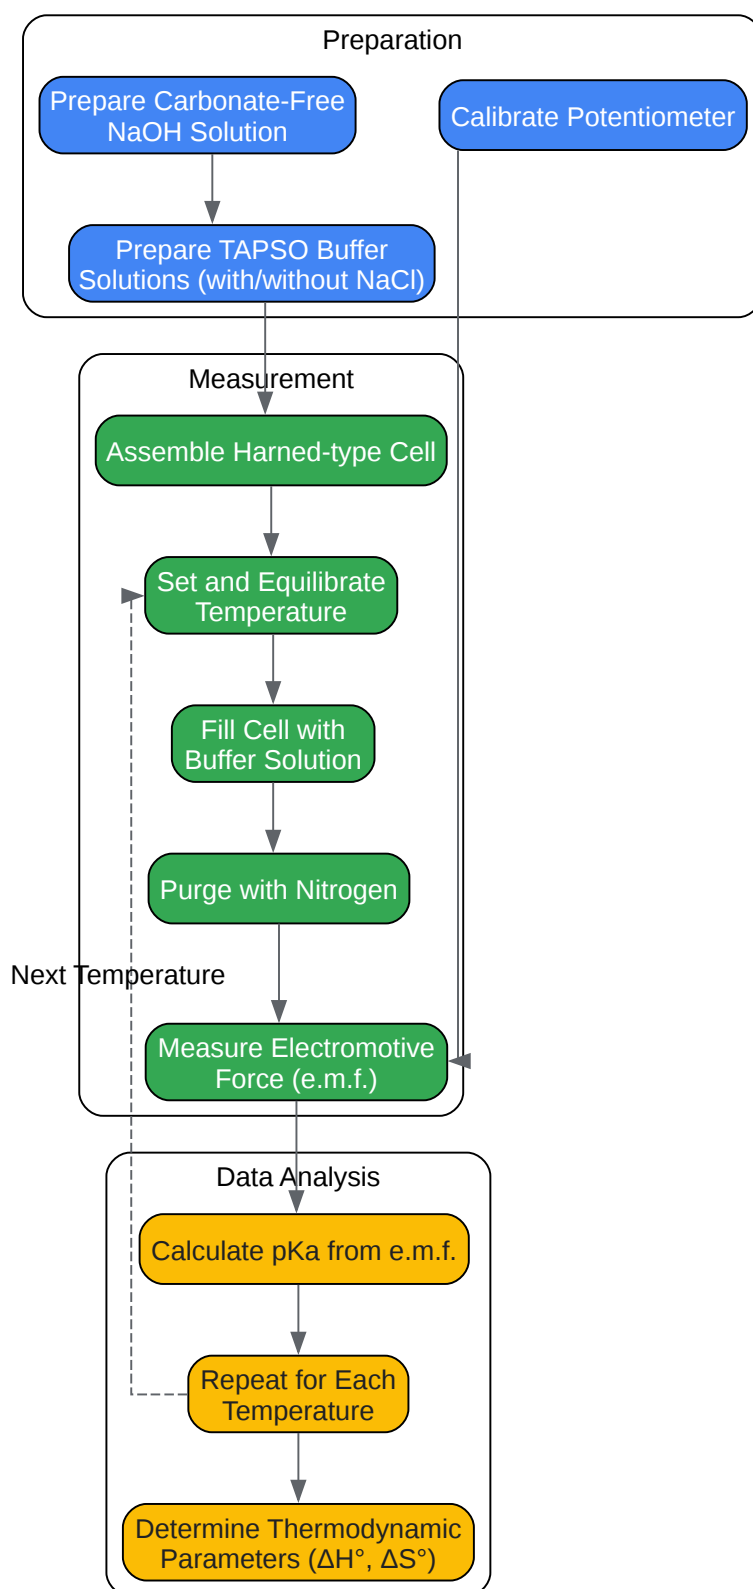 Preparation
Prepare Carbonate-Free
NaOH Solution
Calibrate Potentiometer
Prepare TAPSO Buffer
Solutions (with/without NaCl)
Measurement
Assemble Harned-type Cell
Set and Equilibrate
Temperature
Fill Cell with
Buffer Solution
Purge with Nitrogen
Next Temperature
Measure Electromotive
Force (e.m.f.)
Data Analysis
Calculate pKa from e.m.f.
Repeat for Each
Temperature
Determine Thermodynamic
Parameters (ΔH°, ΔS°)